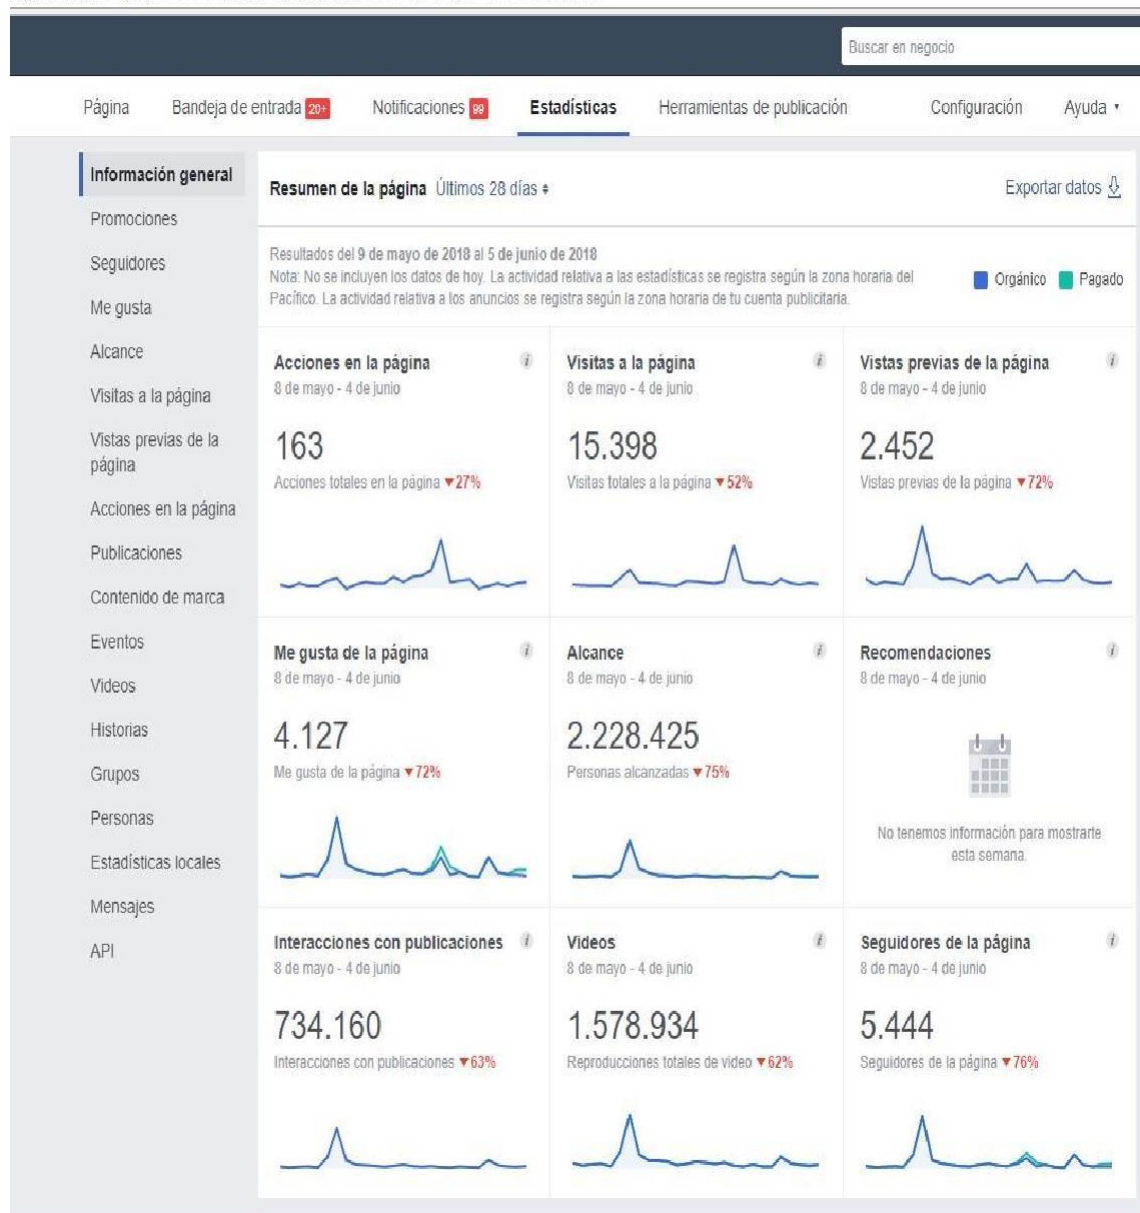 Buscar en negocio
Página Bandeja de entrada 20+ Notificaciones 99 Estadísticas Herramientas de publicación Configuración Ayuda
Información general
Promociones
Seguidores
Me gusta
Alcance
Visitas a la página
Vistas previas de la
página
Acciones en la página
Publicaciones
Contenido de marca
Eventos
Videos
Historias
Grupos
Personas
Estadísticas locales
Mensajes
API
Resumen de la página Últimos 28 días
Exportar datos
Resultados del 9 de mayo de 2018 al 5 de junio de 2018
Nota: No se incluyen los datos de hoy. La actividad relativa a las estadísticas se registra según la zona horaria del
Pacífico. La actividad relativa a los anuncios se registra según la zona horaria de tu cuenta publicitaria.
Orgánico Pagado
Acciones en la página
8 de mayo - 4 de junio
163
Acciones totales en la página ▼27%
Visitas a la página
8 de mayo - 4 de junio
15.398
Visitas totales a la página ▼52%
Vistas previas de la página
8 de mayo - 4 de junio
2.452
Vistas previas de la página ▼72%
Me gusta de la página
8 de mayo - 4 de junio
4.127
Me gusta de la página ▼72%
Alcance
8 de mayo - 4 de junio
2.228.425
Personas alcanzadas ▼75%
Recomendaciones
8 de mayo - 4 de junio
No tenemos información para mostrarte
esta semana.
Interacciones con publicaciones
8 de mayo - 4 de junio
734.160
Interacciones con publicaciones ▼63%
Videos
8 de mayo - 4 de junio
1.578.934
Reproducciones totales de video ▼62%
Seguidores de la página
8 de mayo - 4 de junio
5.444
Seguidores de la página ▼76%